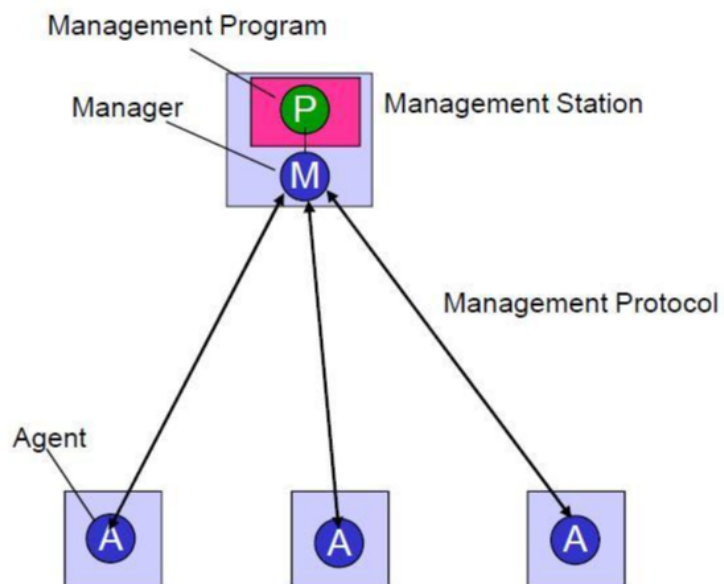 Management Program
P
Management Station
Manager
M
Management Protocol
Agent
A
A
A